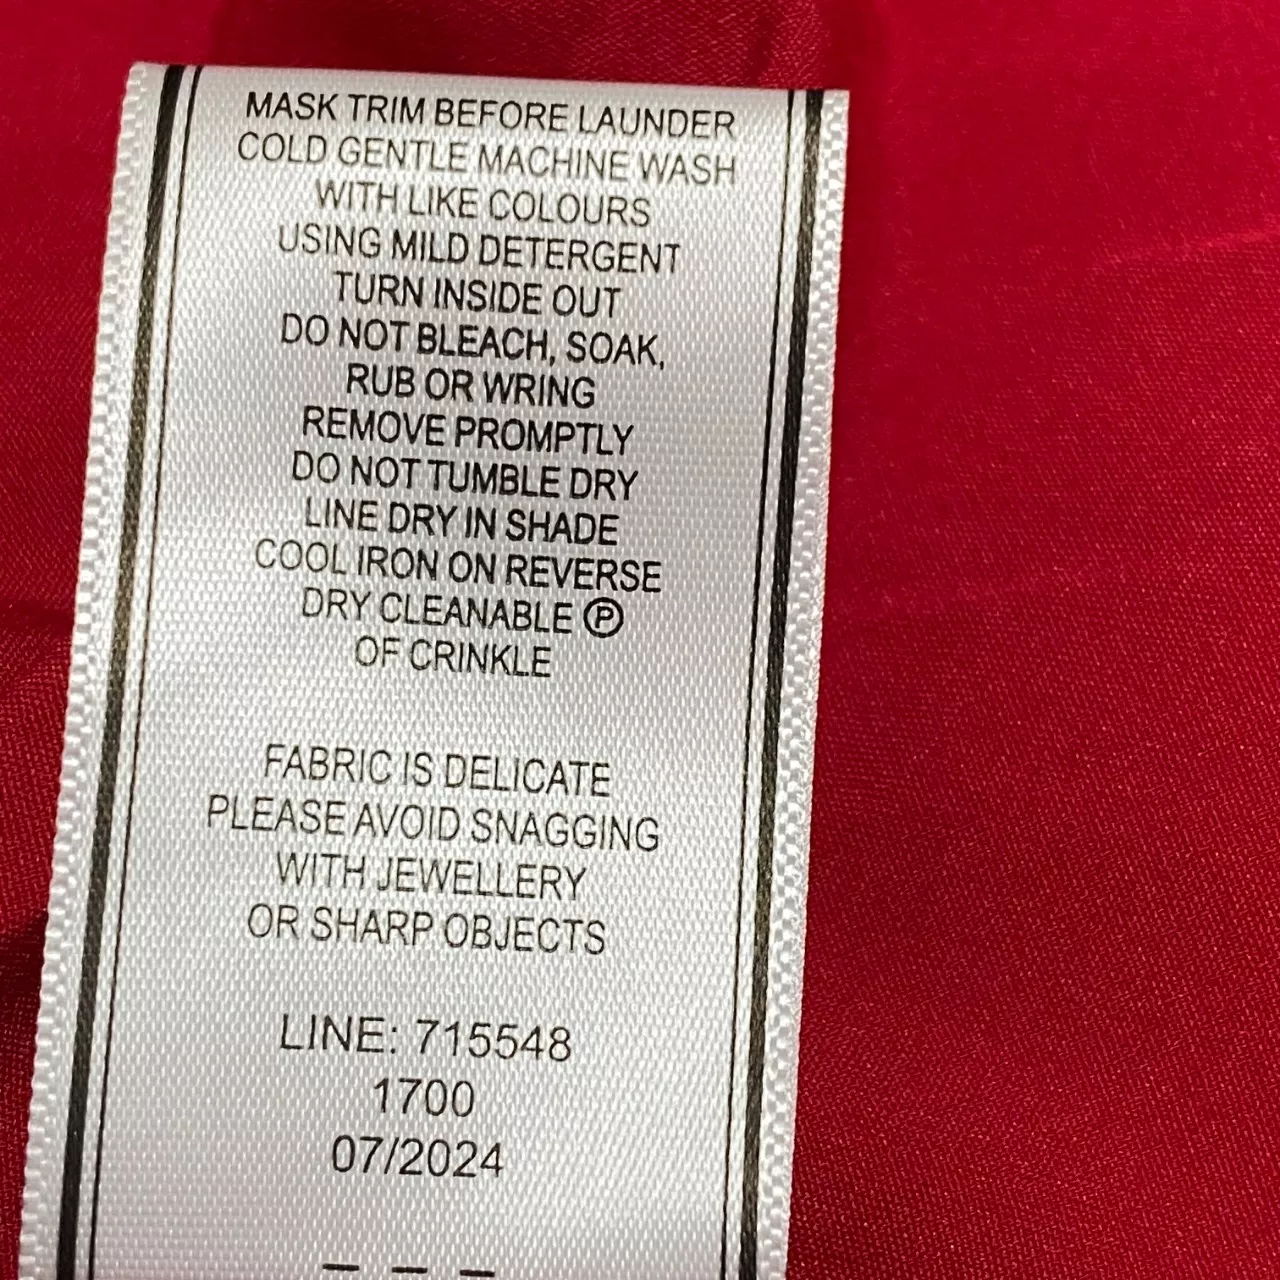 MASK TRIM BEFORE LAUNDER
COLD GENTLE MACHINE WASH
WITH LIKE COLOURS
USING MILD DETERGENT
TURN INSIDE OUT
DO NOT BLEACH, SOAK,
RUB OR WRING
REMOVE PROMPTLY
DO NOT TUMBLE DRY
LINE DRY IN SHADE
COOL IRON ON REVERSE
DRY CLEANABLE Ⓟ
OF CRINKLE
FABRIC IS DELICATE
PLEASE AVOID SNAGGING
WITH JEWELLERY
OR SHARP OBJECTS
LINE: 715548
1700
07/2024